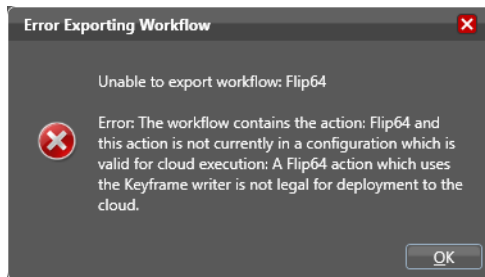 Error Exporting Workflow
Unable to export workflow: Flip64
Error: The workflow contains the action: Flip64 and
this action is not currently in a configuration which is
valid for cloud execution: A Flip64 action which uses
the Keyframe writer is not legal for deployment to the
cloud.
OK